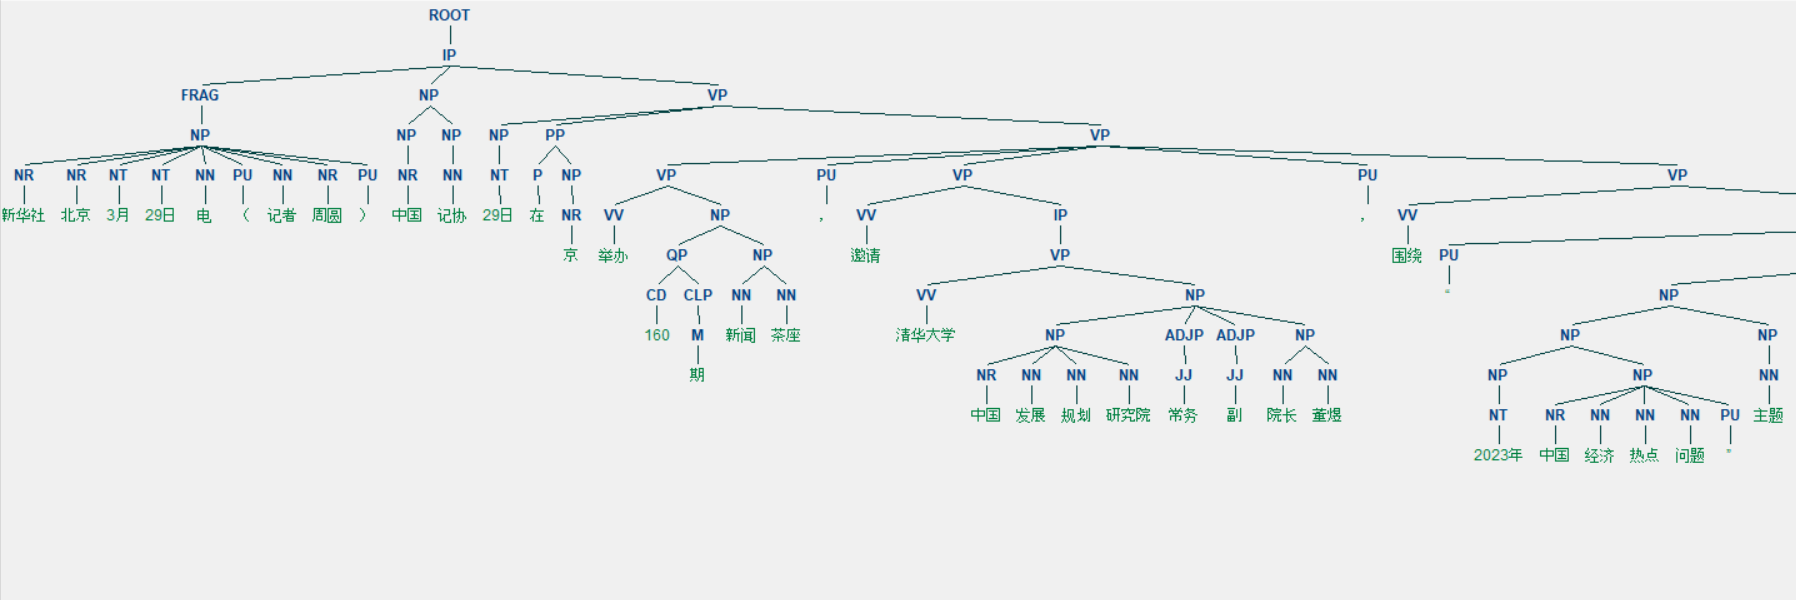 ROOT
IP
FRAG NP VP
NP NP NP NP PP VP
NR NR NT NT NN PU NN NR PU NR NN NT P NP VP PU VP PU VP
新华社 北京 3月 29日 电 （ 记者 周圆 ） 中国 记协 29日 在 NR VV NP ， VV IP ， VV
京 举办 QP NP 邀请 VP 围绕 PU
CD CLP NN NN VV NP “ NP
160 M 新闻 茶座 清华大学 NP ADJP ADJP NP NP NP
期 NR NN NN NN JJ JJ NN NN NP NP NN
中国 发展 规划 研究院 常务 副 院长 董煜 NT NR NN NN NN PU 主题
2023年 中国 经济 热点 问题 ”